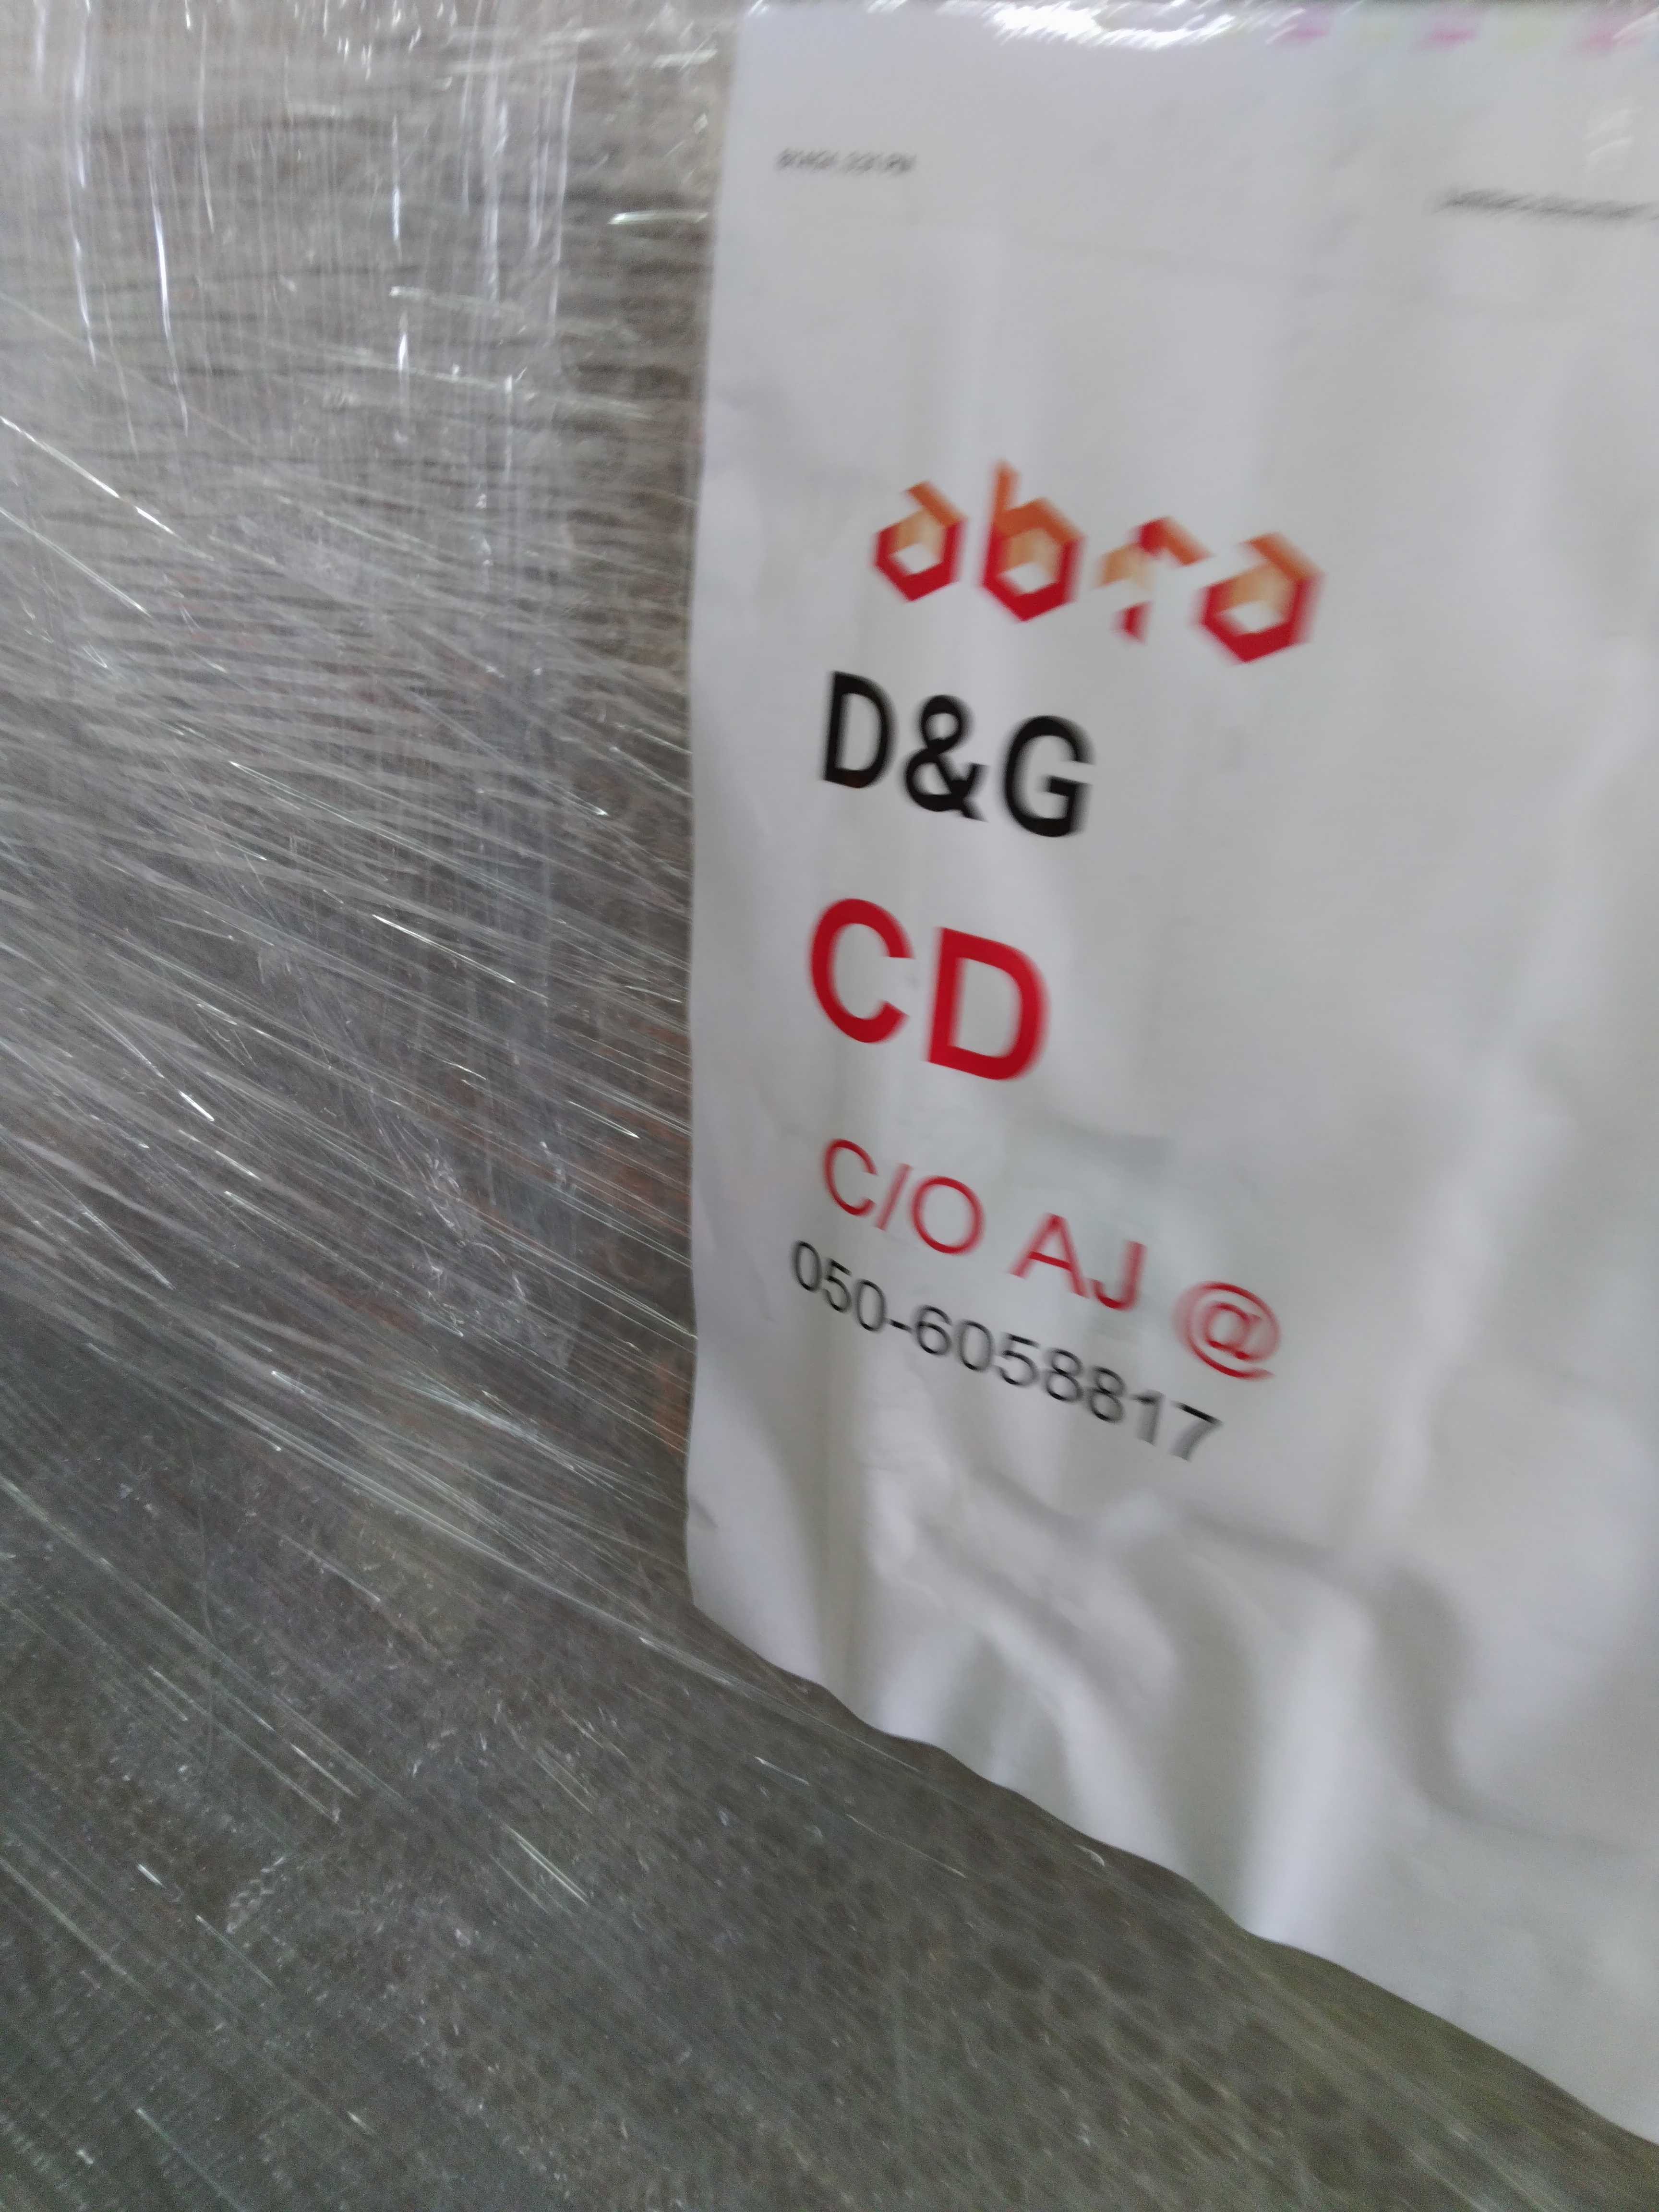 abra
D&G
CD
C/O AJ @
050-6058817